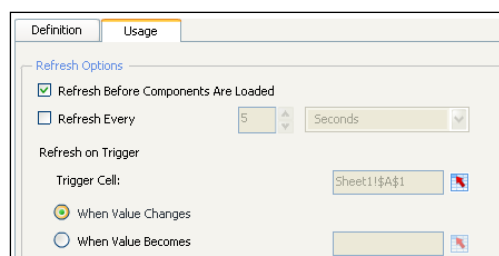 Definition Usage
Refresh Options
Refresh Before Components Are Loaded
Refresh Every 5 Seconds
Refresh on Trigger
Trigger Cell: Sheet1!$A$1
When Value Changes
When Value Becomes